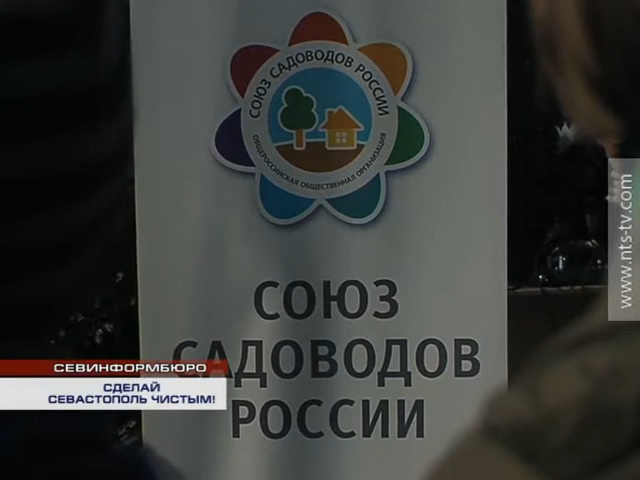 СОЮЗ САДОВОДОВ РОССИИ
ОБЩЕРОССИЙСКАЯ ОБЩЕСТВЕННАЯ ОРГАНИЗАЦИЯ
www.nts-tv.com
СОЮЗ
САДОВОДОВ
РОССИИ
СЕВИНФОРМБЮРО
СДЕЛАЙ
СЕВАСТОПОЛЬ ЧИСТЫМ!